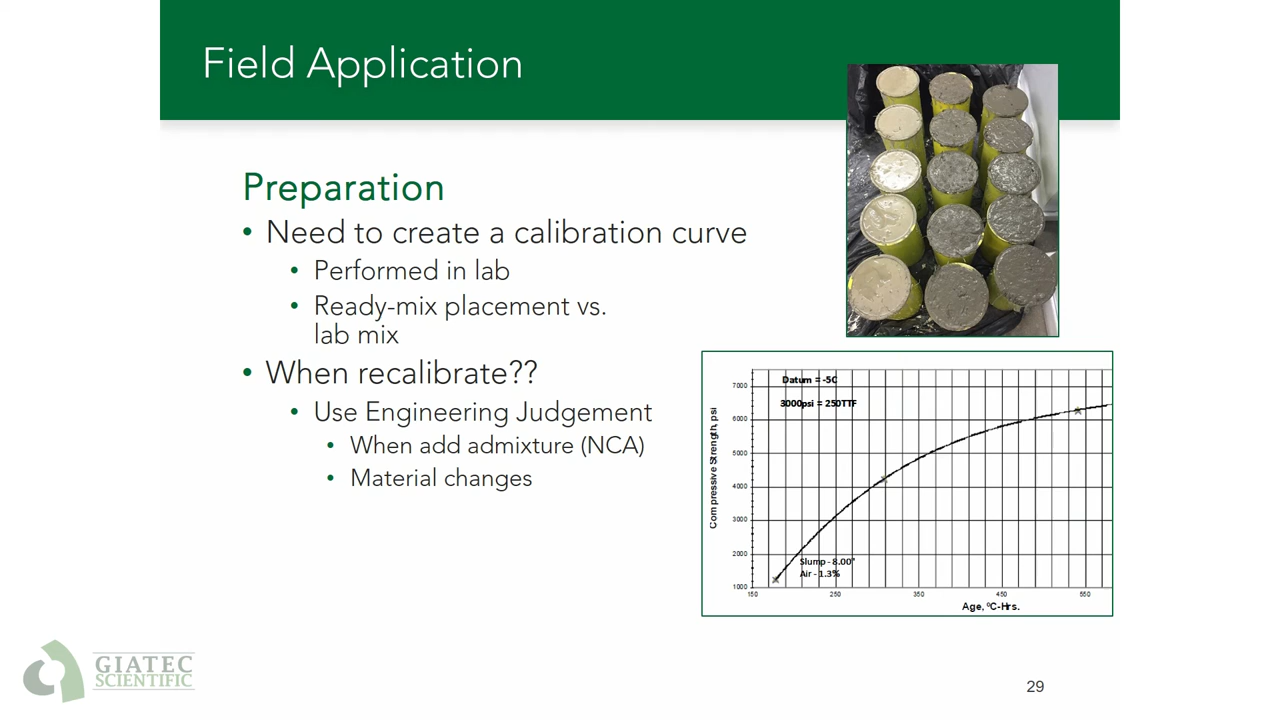 Field Application
Preparation
• Need to create a calibration curve
• Performed in lab
• Ready-mix placement vs.
lab mix
• When recalibrate??
• Use Engineering Judgement
• When add admixture (NCA)
• Material changes
Datum = -5C
3000psi = 250TTF
Compressive Strength, psi
7000
6000
5000
4000
3000
2000
1000
Slump - 8.00"
Air - 1.3%
150 250 350 450 550
Age, ºC-Hrs.
GIATEC
SCIENTIFIC
29